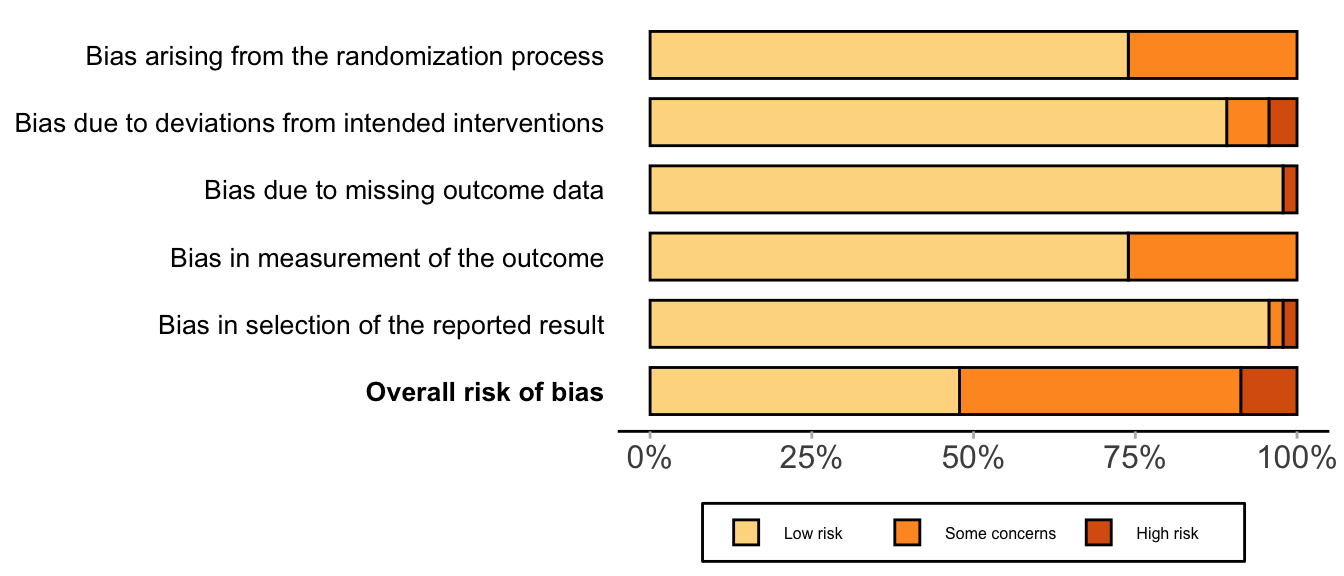 Bias arising from the randomization process
Bias due to deviations from intended interventions
Bias due to missing outcome data
Bias in measurement of the outcome
Bias in selection of the reported result
Overall risk of bias
0% 25% 50% 75% 100%
Low risk Some concerns High risk